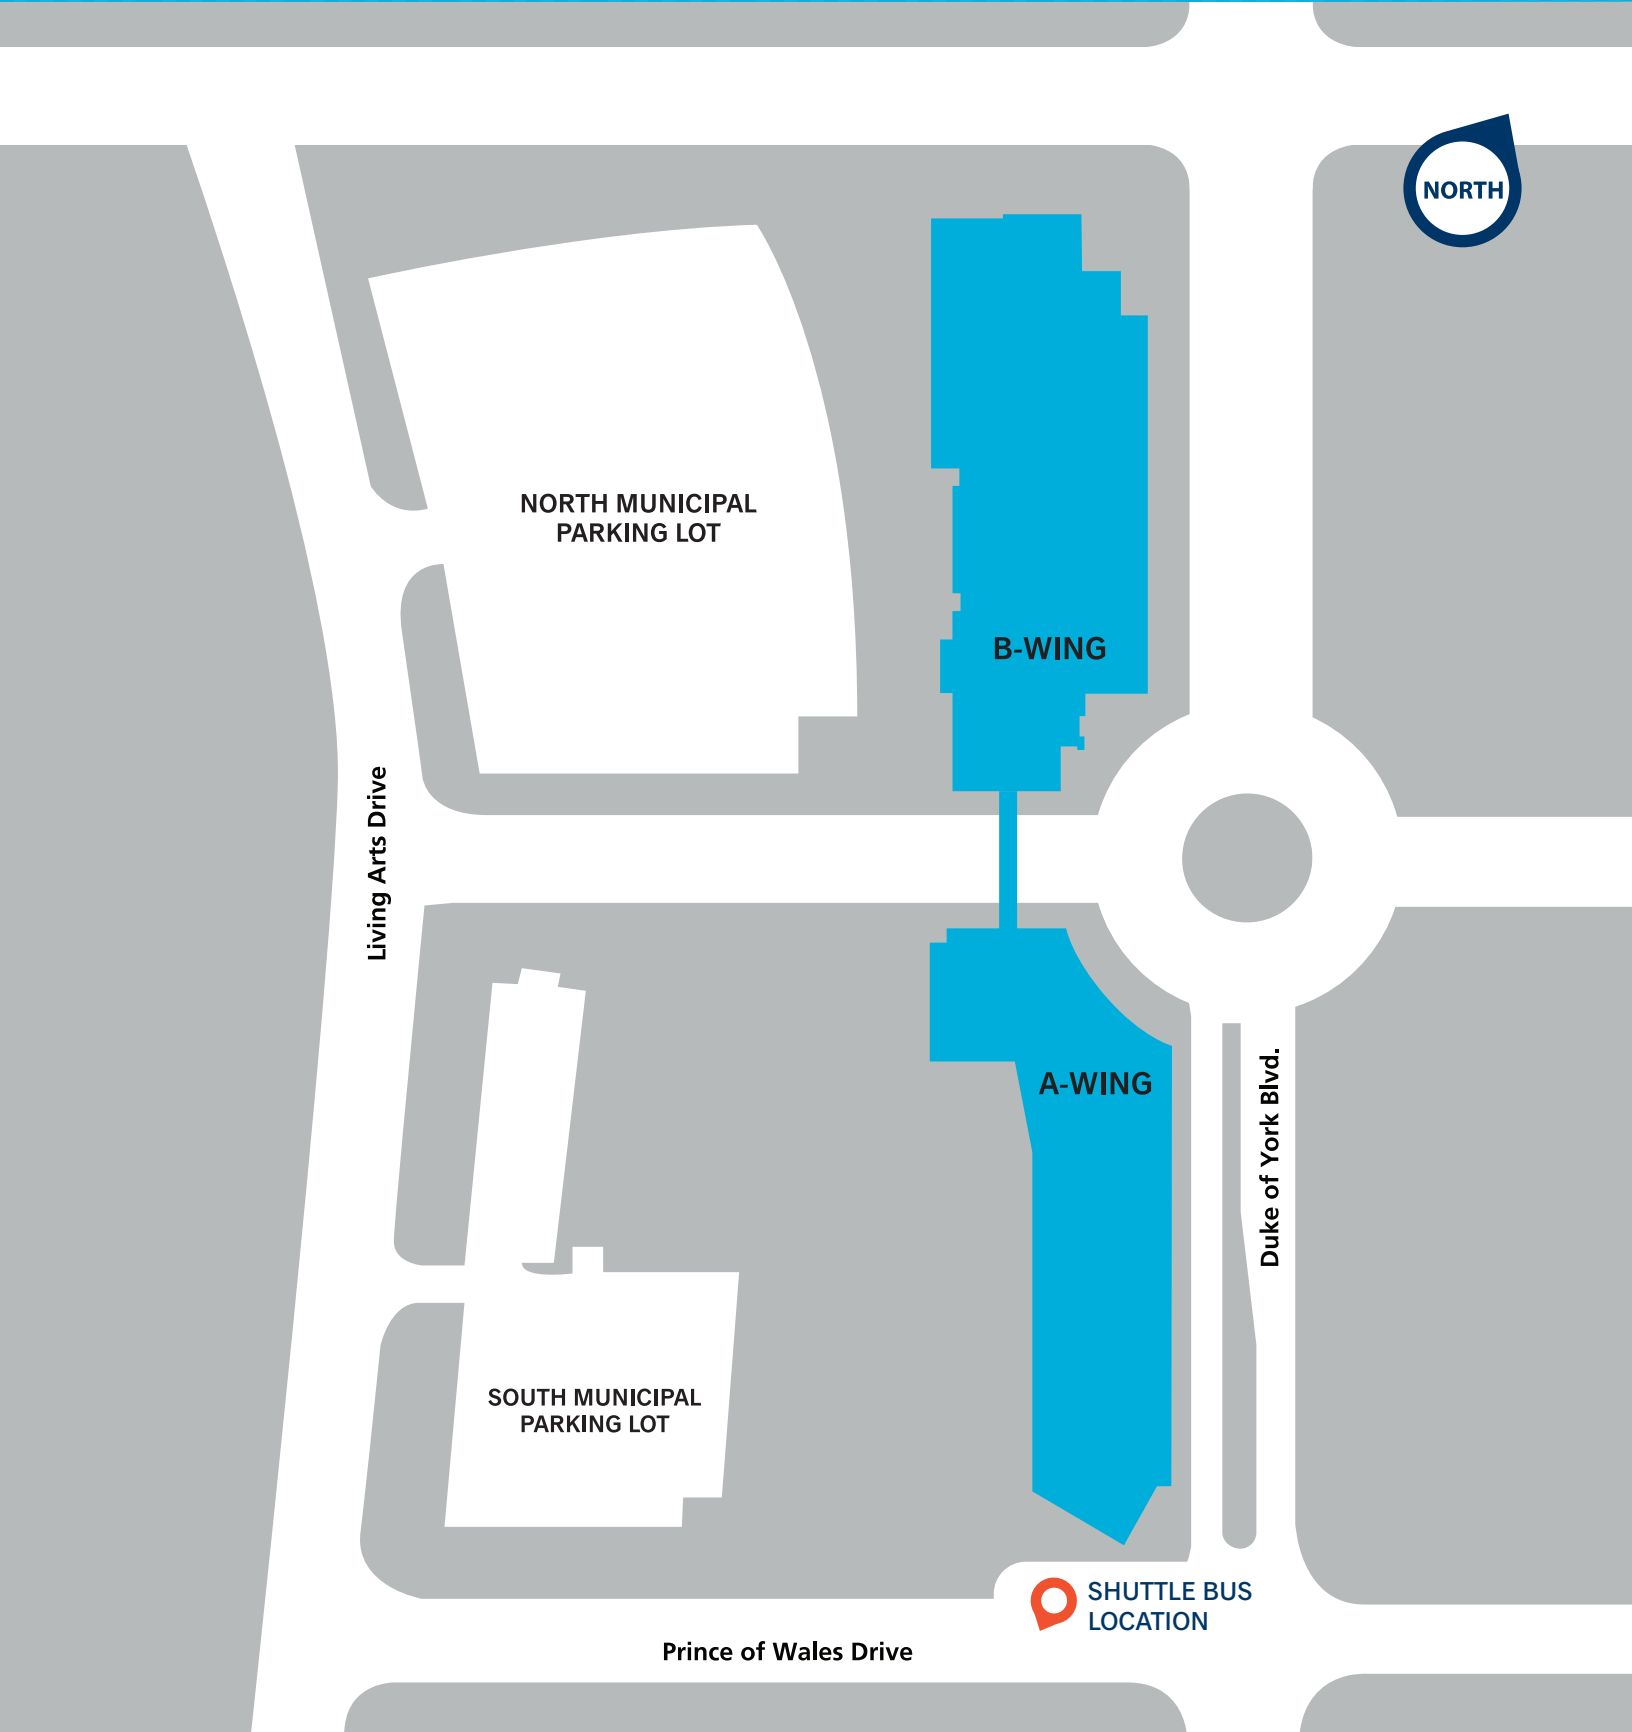 NORTH
NORTH MUNICIPAL
PARKING LOT
B-WING
Living Arts Drive
A-WING
Duke of York Blvd.
SOUTH MUNICIPAL
PARKING LOT
SHUTTLE BUS
LOCATION
Prince of Wales Drive